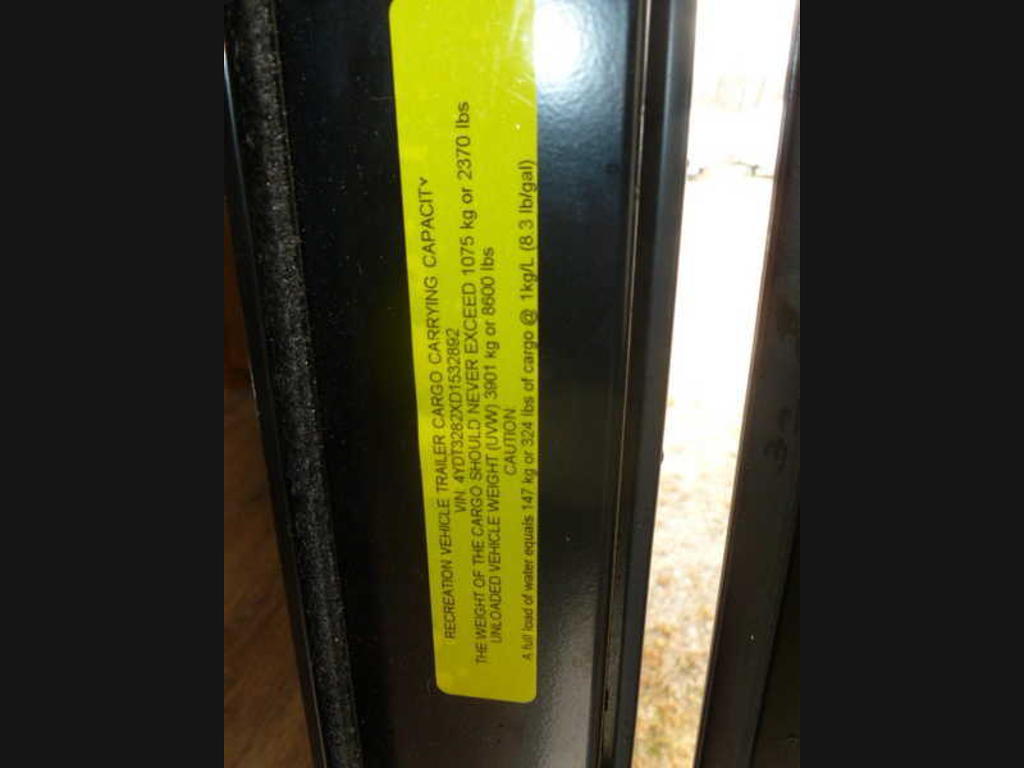 RECREATION VEHICLE TRAILER CARGO CARRYING CAPACITY
VIN: 4YDT3282XD1532892
THE WEIGHT OF THE CARGO SHOULD NEVER EXCEED 1075 kg or 2370 lbs
UNLOADED VEHICLE WEIGHT (UVW) 3901 kg or 8600 lbs
CAUTION:
A full load of water equals 147 kg or 324 lbs of cargo @ 1kg/L (8.3 lb/gal)